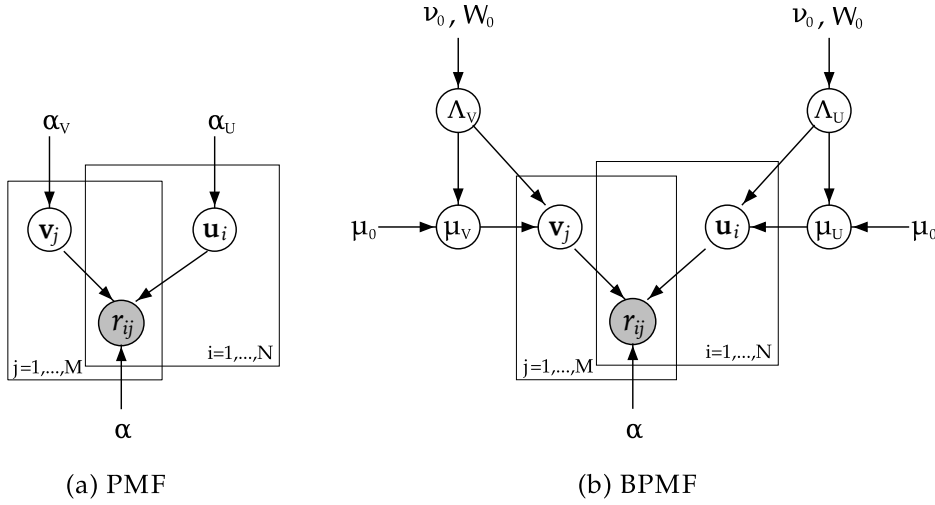 α_V α_U
v_j u_i
r_ij
i=1,...,N
j=1,...,M
α
(a) PMF
ν_0, W_0 ν_0, W_0
Λ_V Λ_U
μ_0 μ_V v_j u_i μ_U μ_0
r_ij
i=1,...,N
j=1,...,M
α
(b) BPMF